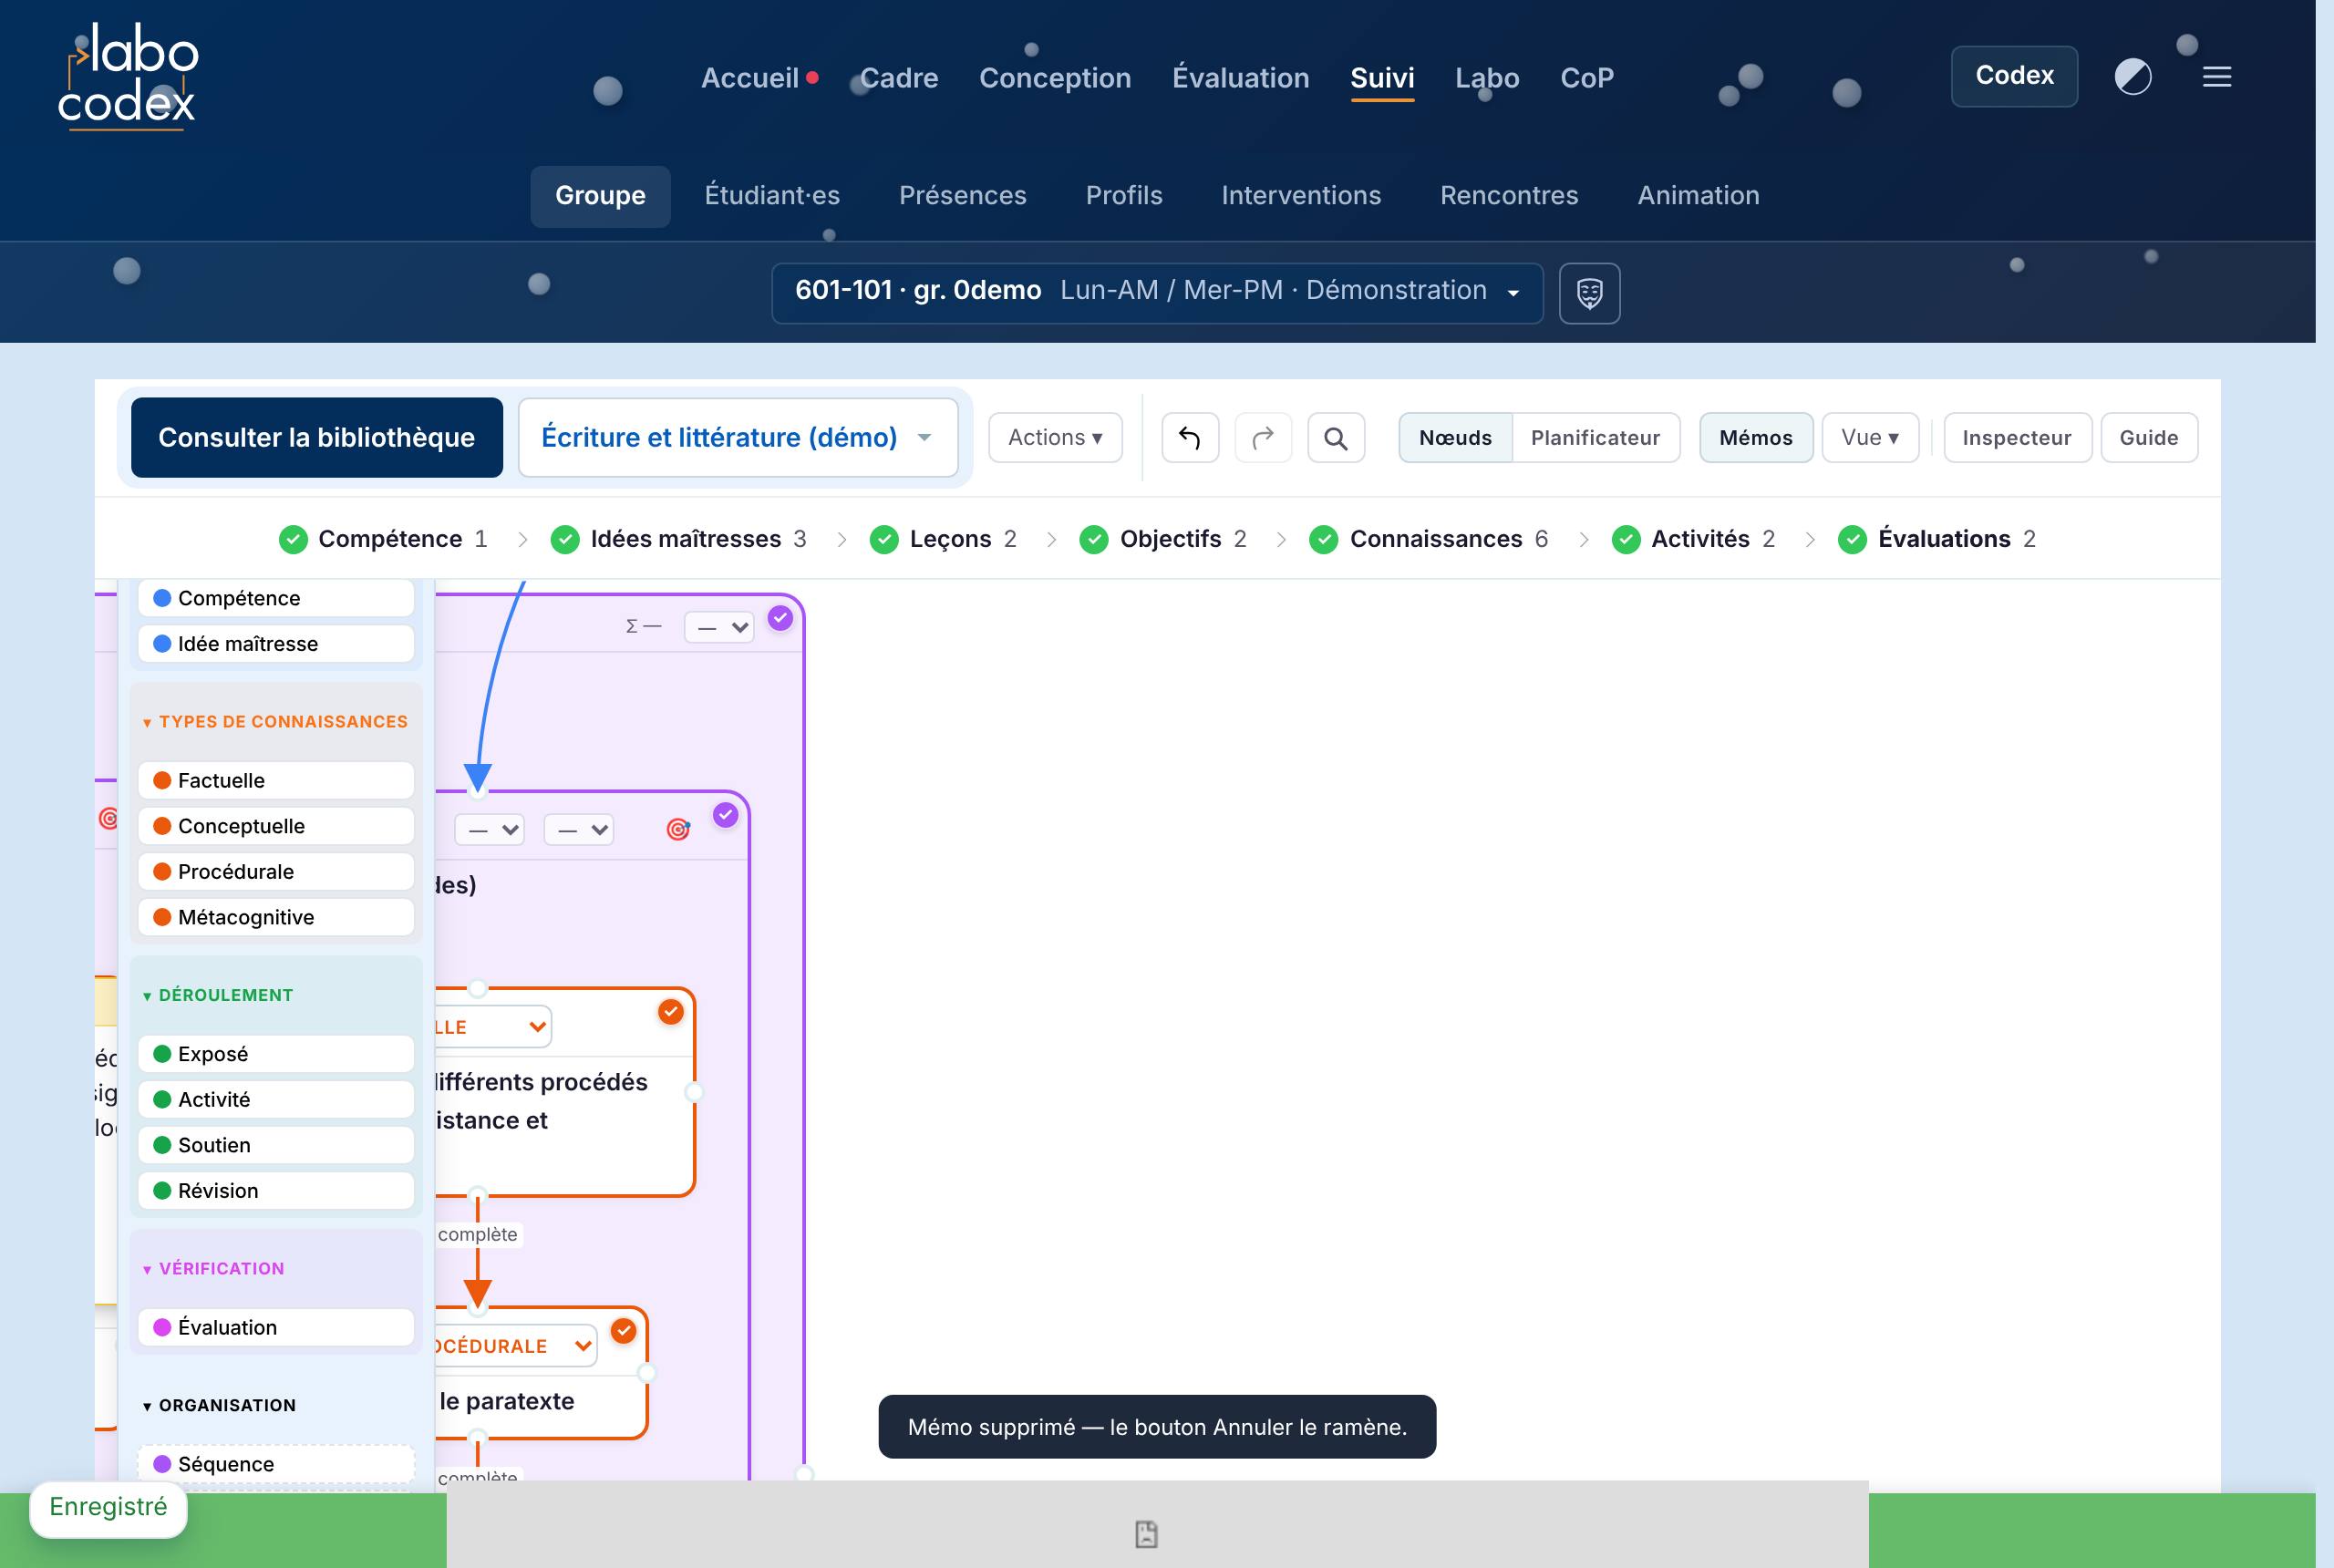 labo
codex
Accueil Cadre Conception Évaluation Suivi Labo CoP
Codex
Groupe Étudiant·es Présences Profils Interventions Rencontres Animation
601-101 · gr. 0demo Lun-AM / Mer-PM · Démonstration
Consulter la bibliothèque
Écriture et littérature (démo)
Actions ▾
Nœuds Planificateur
Mémos
Vue ▾
Inspecteur
Guide
Compétence 1 > Idées maîtresses 3 > Leçons 2 > Objectifs 2 > Connaissances 6 > Activités 2 > Évaluations 2
Compétence
Idée maîtresse
▾ TYPES DE CONNAISSANCES
Factuelle
Conceptuelle
Procédurale
Métacognitive
▾ DÉROULEMENT
Exposé
Activité
Soutien
Révision
▾ VÉRIFICATION
Évaluation
▾ ORGANISATION
Séquence
Σ —
—
— —
des)
LLE
ifférents procédés
istance et
complète
OCÉDURALE
le paratexte
complète
Mémo supprimé — le bouton Annuler le ramène.
Enregistré